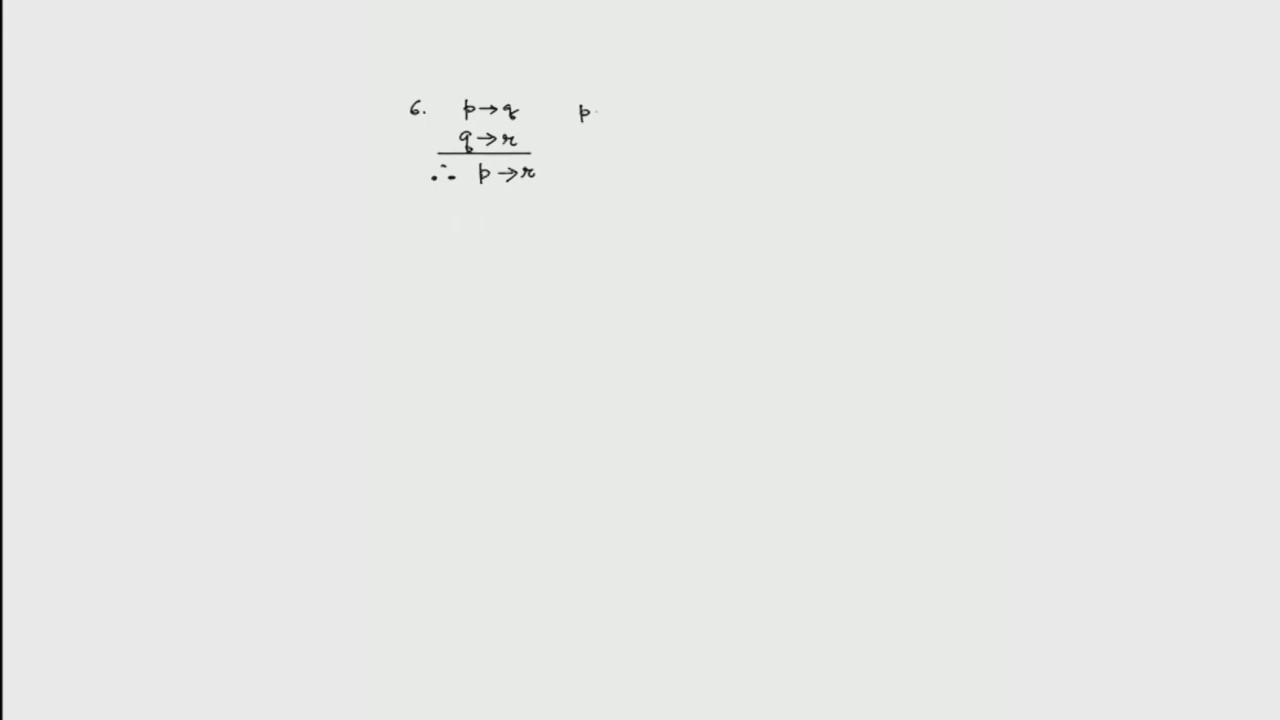 6. p→q p
q→r
∴ p→r